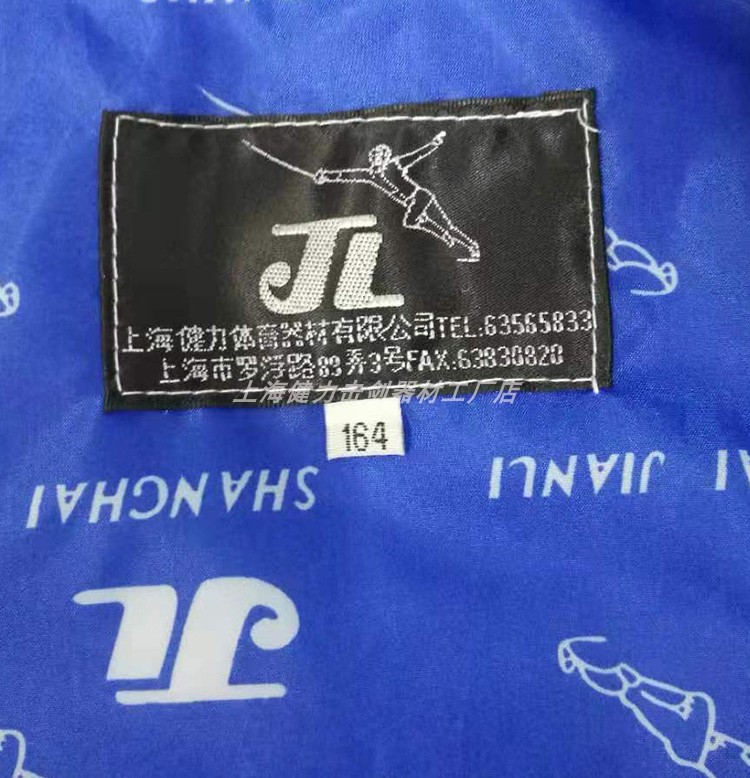 JL
上海健力体育器材有限公司TEL:63565833
上海市罗浮路89弄3号FAX:63830820
上海健力击剑器材工厂店
164
SHANGHAI
JIANLI
JL